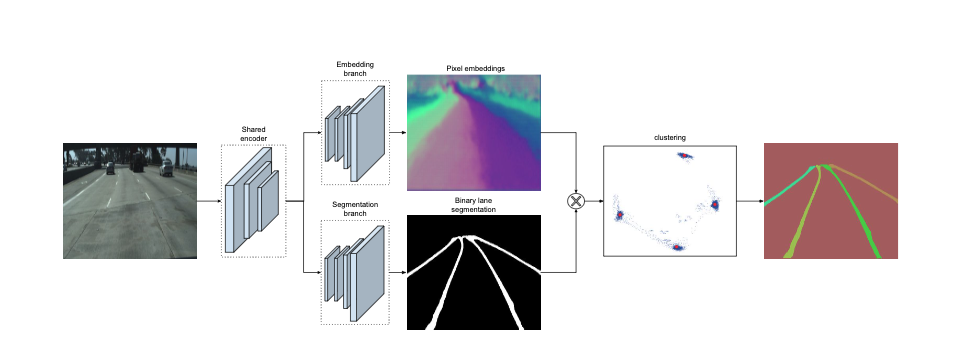 Embedding
branch
Pixel embeddings
Shared
encoder
clustering
Segmentation
branch
Binary lane
segmentation